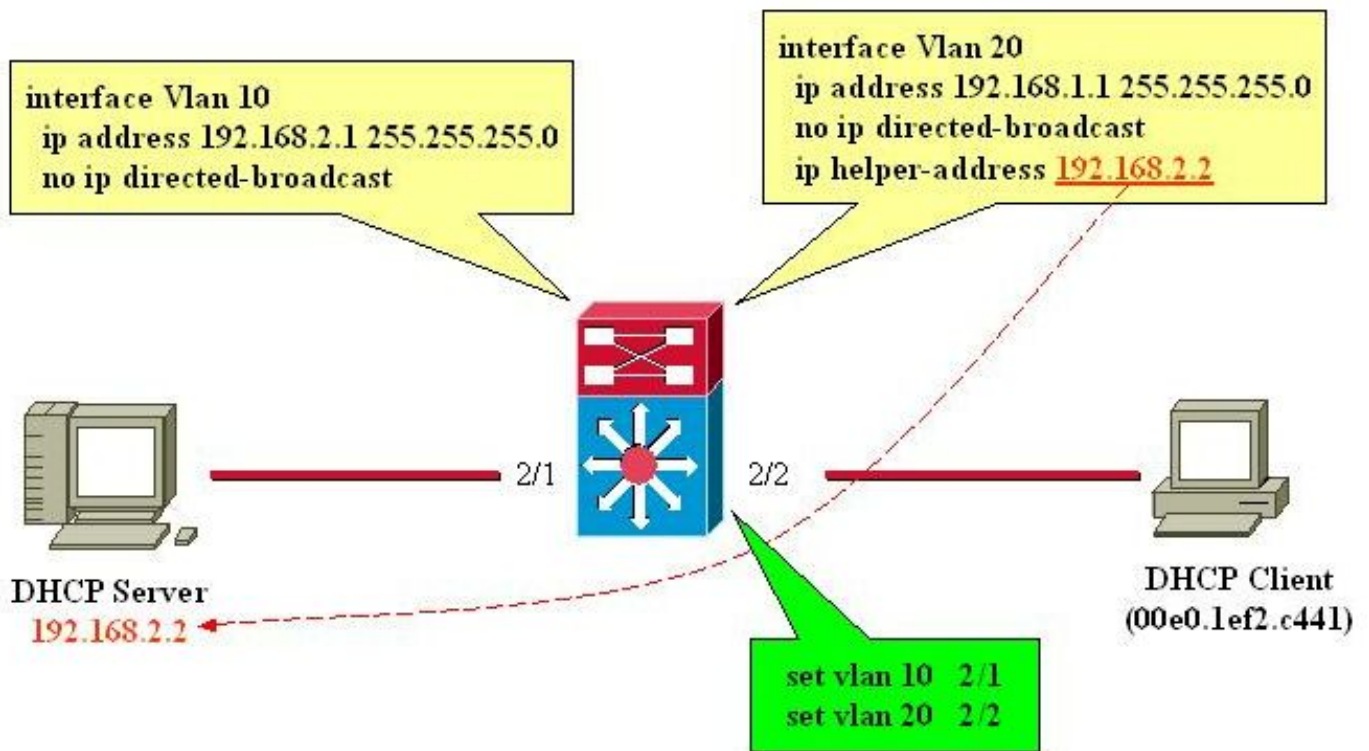 interface Vlan 10
ip address 192.168.2.1 255.255.255.0
no ip directed-broadcast
interface Vlan 20
ip address 192.168.1.1 255.255.255.0
no ip directed-broadcast
ip helper-address 192.168.2.2
2/1
2/2
DHCP Server
192.168.2.2
DHCP Client
(00e0.1ef2.c441)
set vlan 10 2/1
set vlan 20 2/2